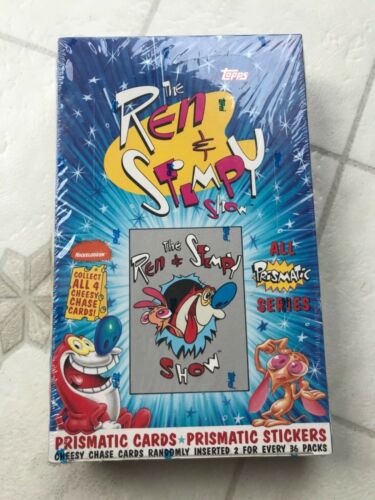 topps
The
Ren
&
Stimpy
Show
NICKELODEON
COLLECT
ALL 4
CHEESY
CHASE
CARDS!
The
Ren & Stimpy
SHOW
ALL
PRISMATIC
SERIES
PRISMATIC CARDS★PRISMATIC STICKERS
CHEESY CHASE CARDS RANDOMLY INSERTED 2 FOR EVERY 36 PACKS